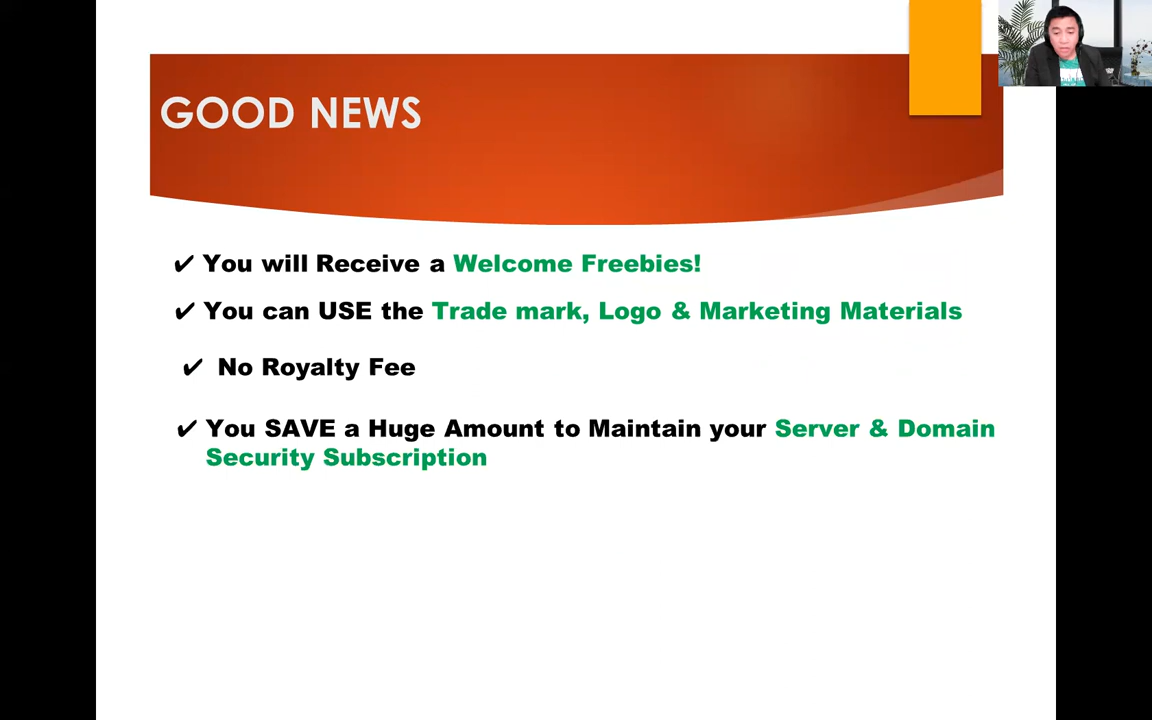 GOOD NEWS
✔ You will Receive a Welcome Freebies!
✔ You can USE the Trade mark, Logo & Marketing Materials
✔ No Royalty Fee
✔ You SAVE a Huge Amount to Maintain your Server & Domain
Security Subscription